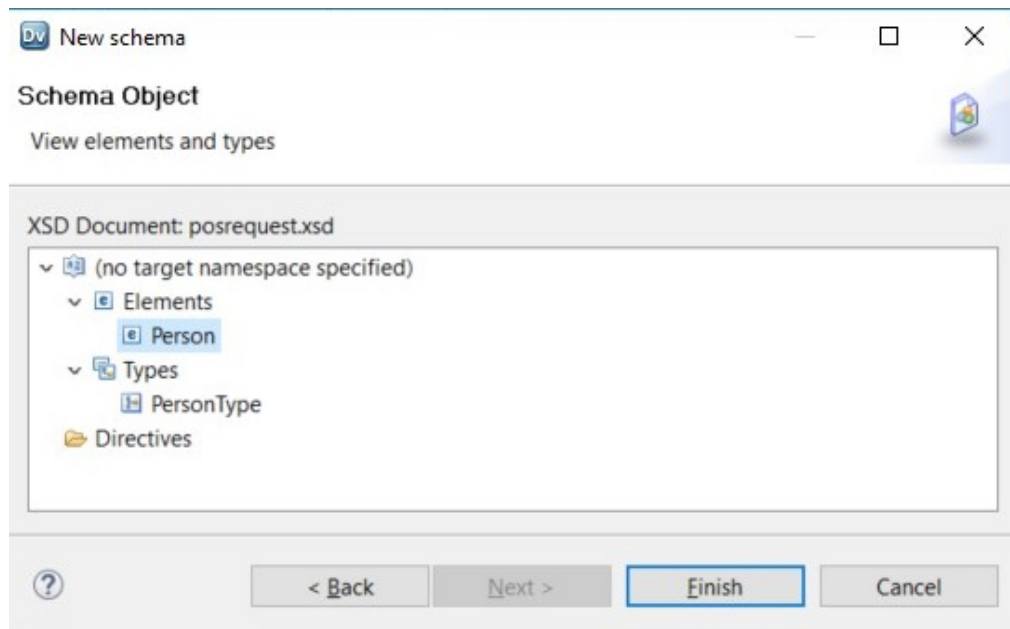 Dv New schema
Schema Object
View elements and types
XSD Document: posrequest.xsd
(no target namespace specified)
e Elements
e Person
Types
PersonType
Directives
? < Back Next > Finish Cancel